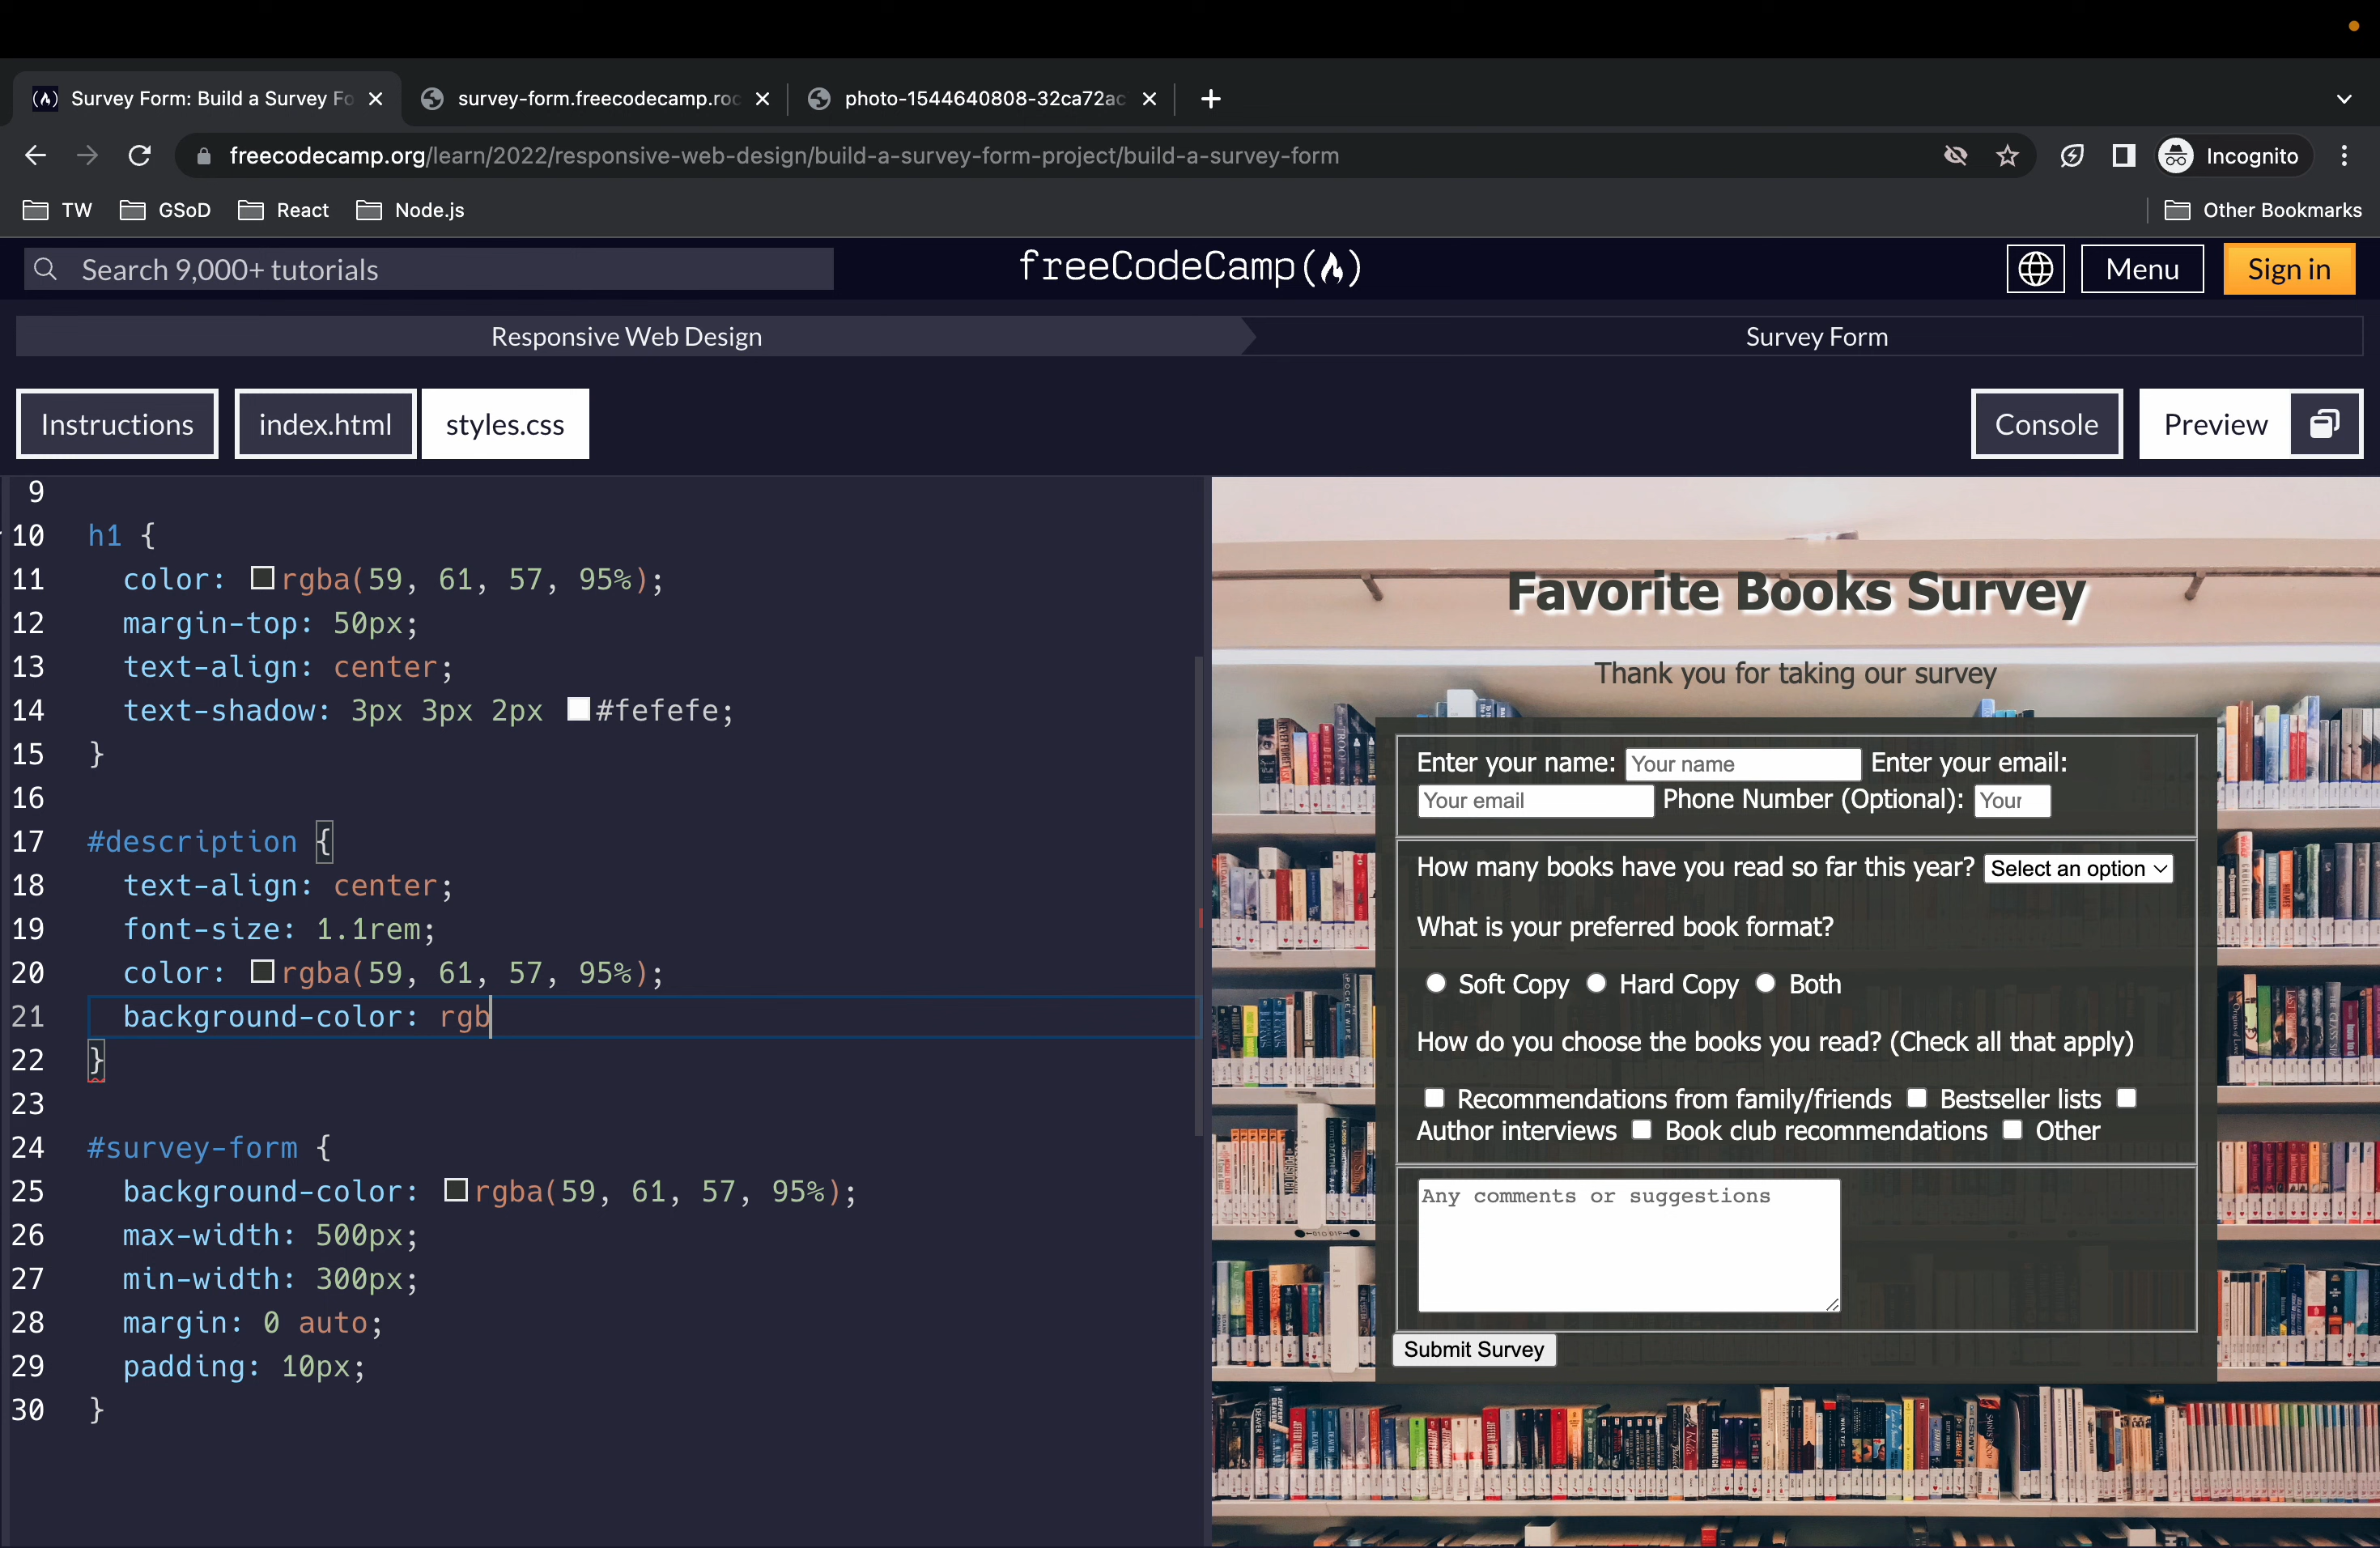 Survey Form: Build a Survey Fo
survey-form.freecodecamp.roc
photo-1544640808-32ca72ac
freecodecamp.org/learn/2022/responsive-web-design/build-a-survey-form-project/build-a-survey-form
Incognito
TW
GSoD
React
Node.js
Other Bookmarks
Search 9,000+ tutorials
freeCodeCamp
Menu
Sign in
Responsive Web Design
Survey Form
Instructions
index.html
styles.css
Console
Preview
9
10 h1 {
11 color: rgba(59, 61, 57, 95%);
12 margin-top: 50px;
13 text-align: center;
14 text-shadow: 3px 3px 2px #fefefe;
15 }
16
17 #description {
18 text-align: center;
19 font-size: 1.1rem;
20 color: rgba(59, 61, 57, 95%);
21 background-color: rgb
22 }
23
24 #survey-form {
25 background-color: rgba(59, 61, 57, 95%);
26 max-width: 500px;
27 min-width: 300px;
28 margin: 0 auto;
29 padding: 10px;
30 }
Favorite Books Survey
Thank you for taking our survey
Enter your name: Your name Enter your email:
Your email Phone Number (Optional): Your
How many books have you read so far this year? Select an option
What is your preferred book format?
Soft Copy Hard Copy Both
How do you choose the books you read? (Check all that apply)
Recommendations from family/friends Bestseller lists
Author interviews Book club recommendations Other
Any comments or suggestions
Submit Survey